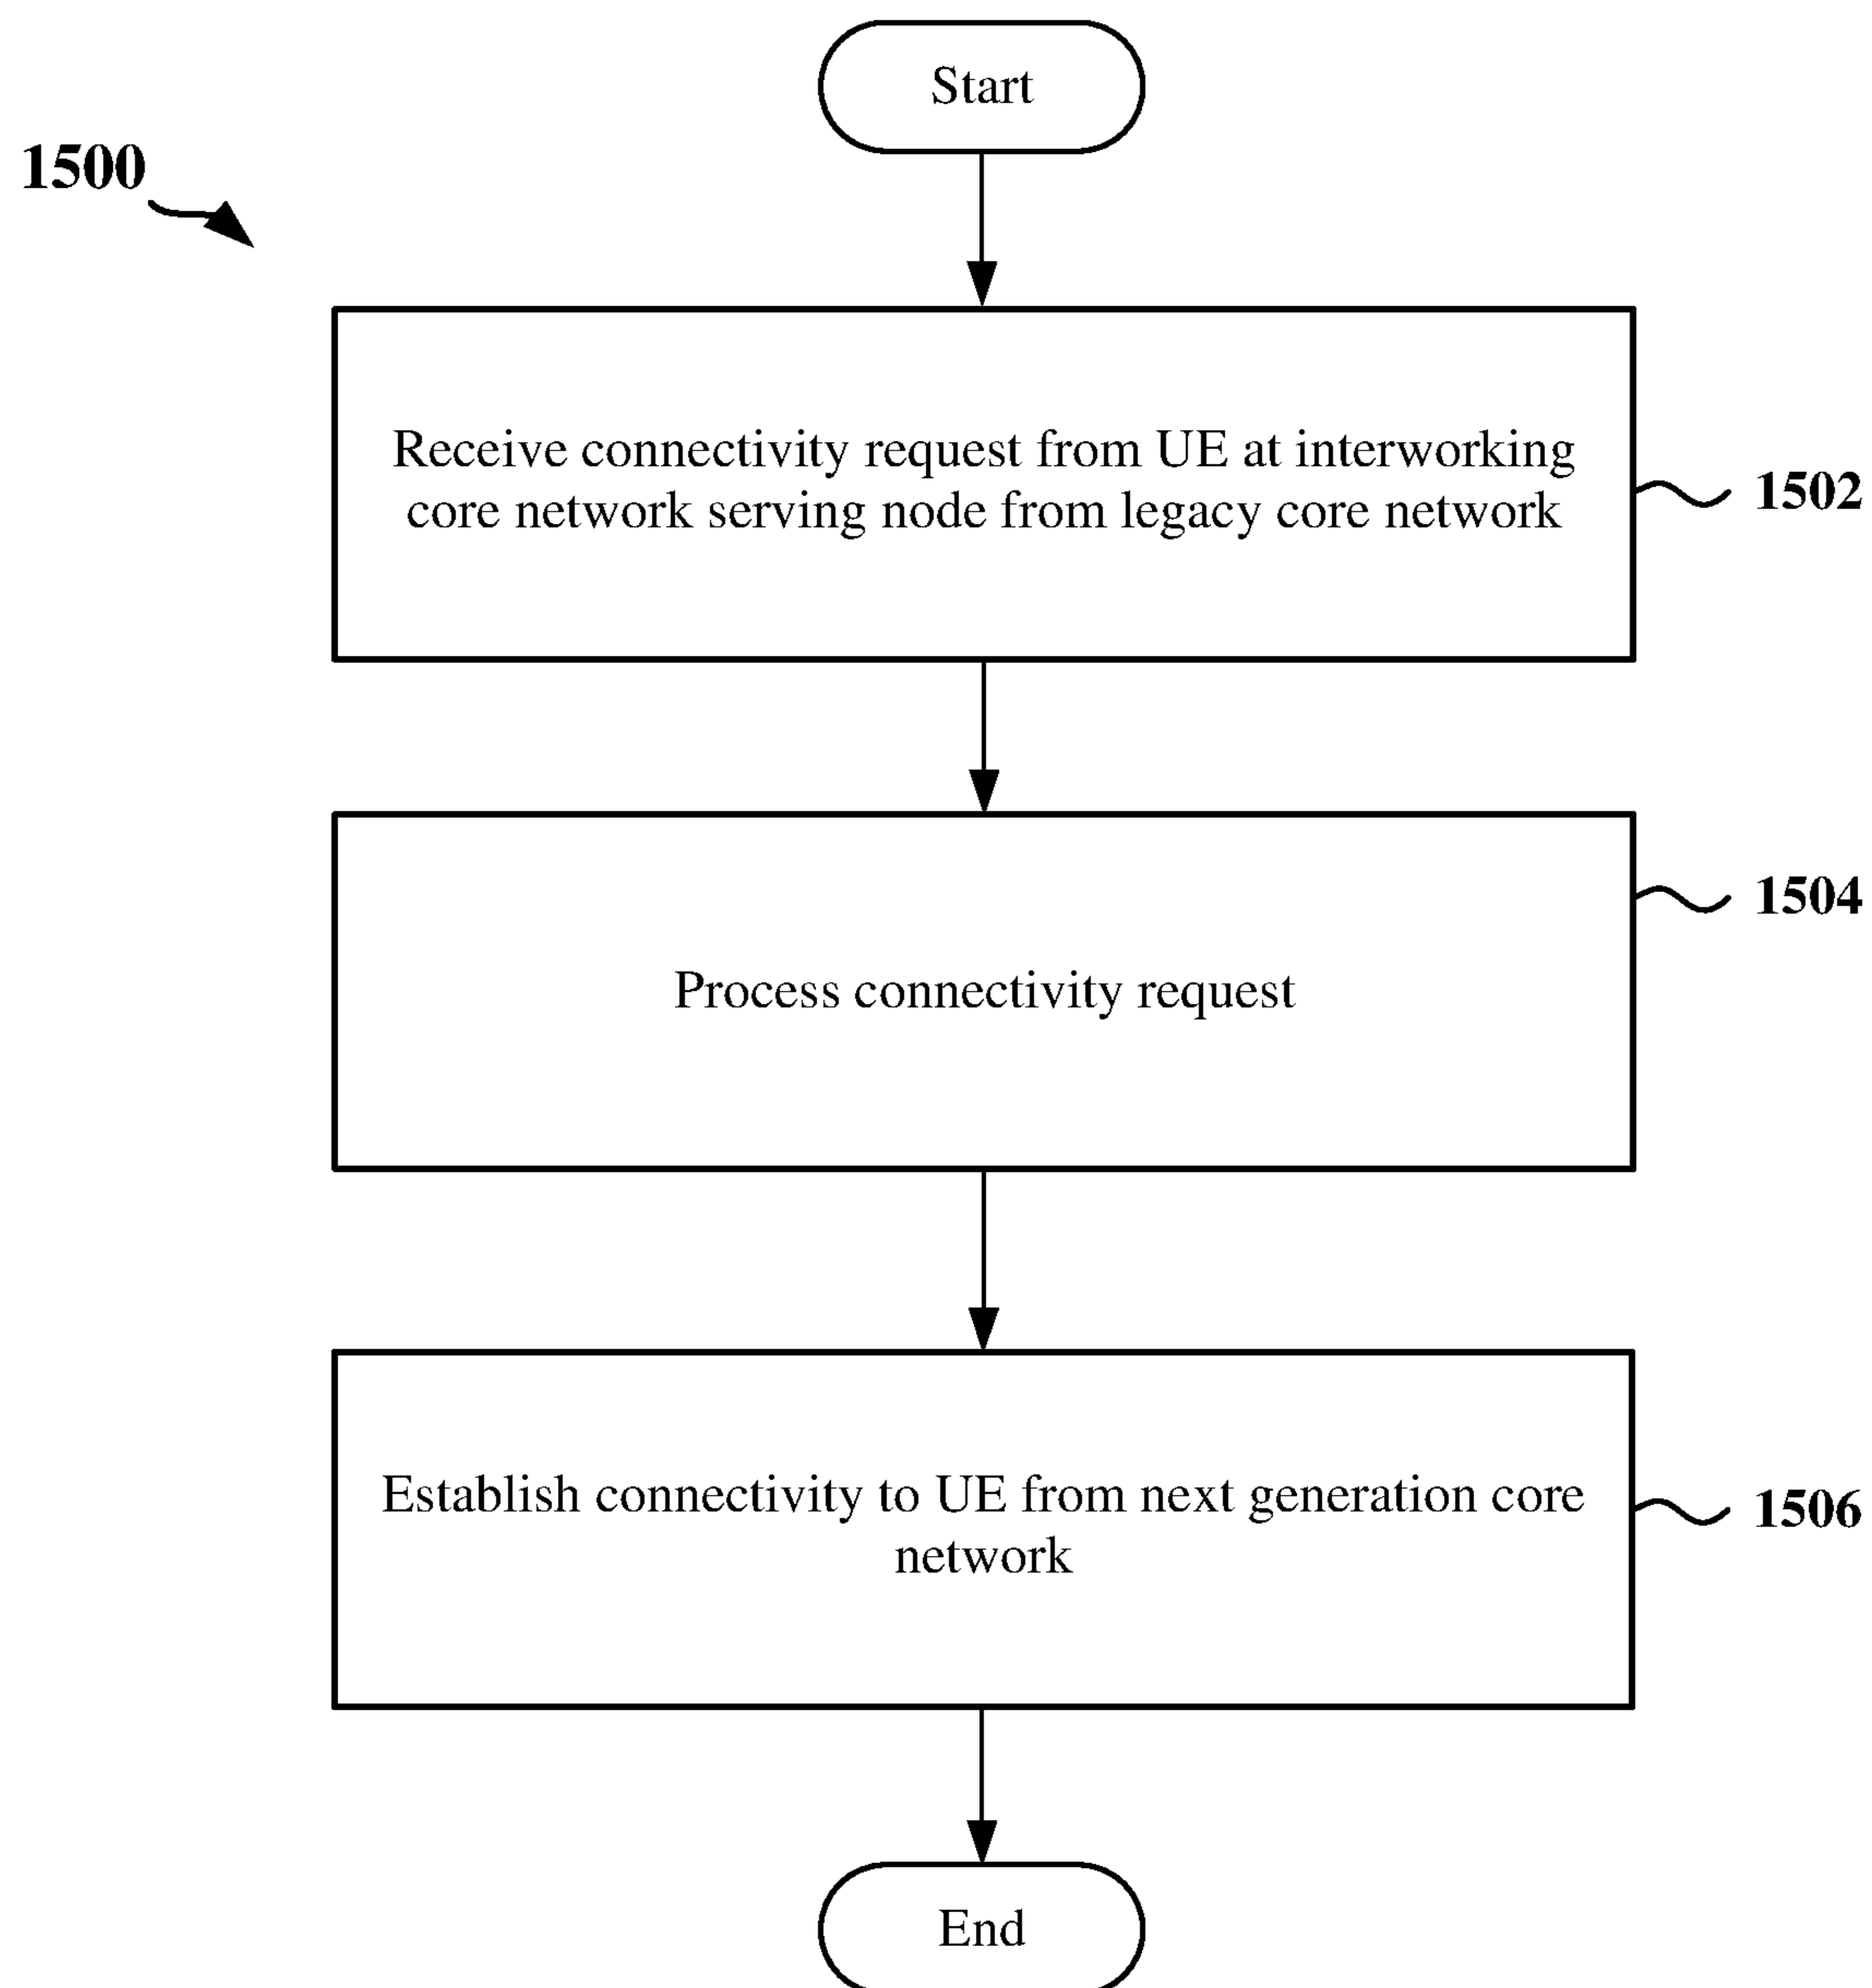 Start
1500
Receive connectivity request from UE at interworking
core network serving node from legacy core network
1502
1504
Process connectivity request
Establish connectivity to UE from next generation core
network
1506
End